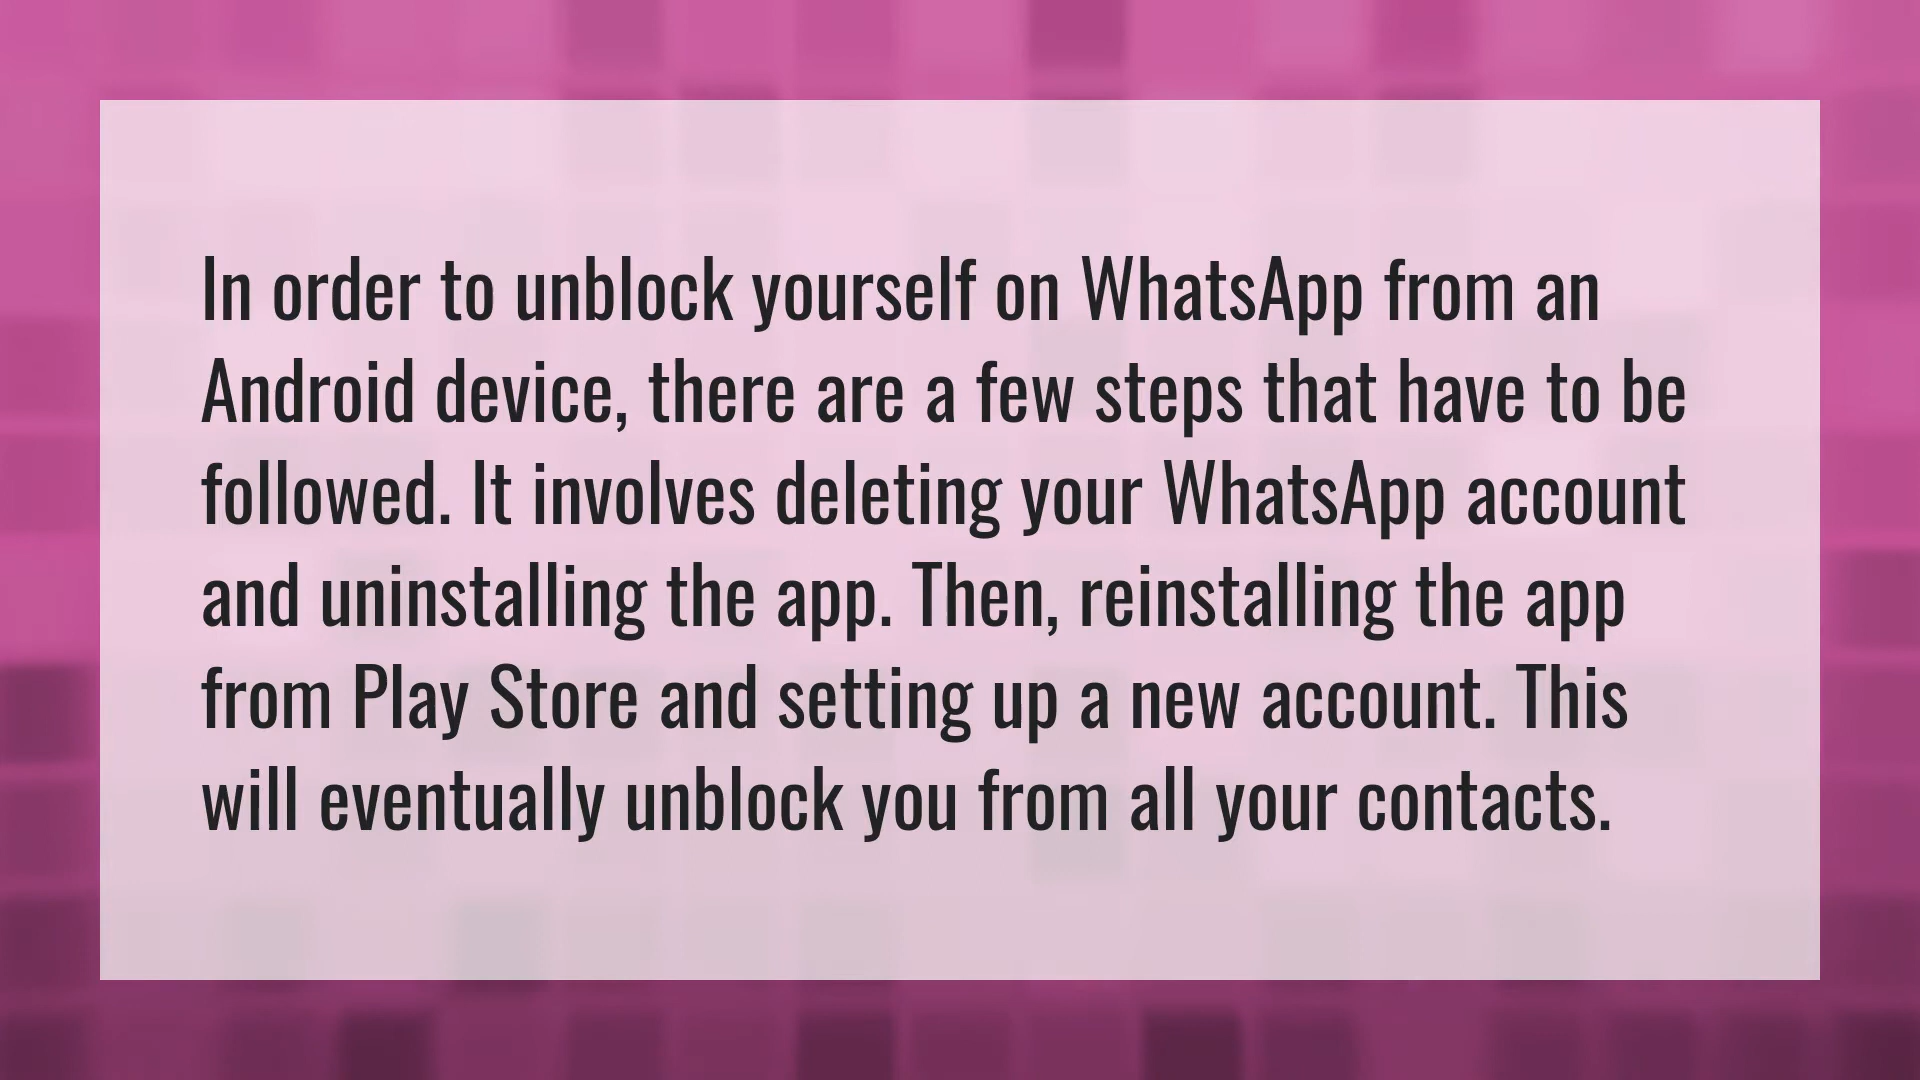 In order to unblock yourself on WhatsApp from an
Android device, there are a few steps that have to be
followed. It involves deleting your WhatsApp account
and uninstalling the app. Then, reinstalling the app
from Play Store and setting up a new account. This
will eventually unblock you from all your contacts.